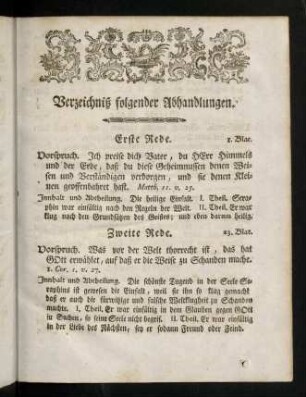 Verzeichniß folgender Abhandlungen.
Erste Rede. 1. Blat.
Vorspruch. Ich preise dich Vater, du HErr Himmels
und der Erde, daß du diese Geheimnussen denen Wei-
sen und Verständigen verborgen, und sie denen Klei-
nen geoffenbahret hast. Matth. 11. v. 25.
Innhalt und Abtheilung. Die heilige Einfalt. I. Theil. Sera-
phin war einfältig nach den Regeln der Welt. II. Theil. Er war
klug nach den Grundsätzen des Geistes; und eben darum heilig.
Zweite Rede. 23. Blat.
Vorspruch. Was vor der Welt thorrecht ist, das hat
GOtt erwählet, auf daß er die Weise zu Schanden mache.
1. Cor. 1. v. 27.
Innhalt und Abtheilung. Die schönste Tugend in der Seele Se-
raphins ist gewesen die Einfalt, weil sie ihn so klug gemacht
daß er auch die fürwitzige und falsche Weltklugheit zu Schanden
machte. I. Theil. Er war einfältig in dem Glauben gegen GOtt
in Sachen, so seine Seele nicht begrif. II. Theil. Er war einfältig
in der Liebe des Nächsten, sey er sodann Freund oder Feind.